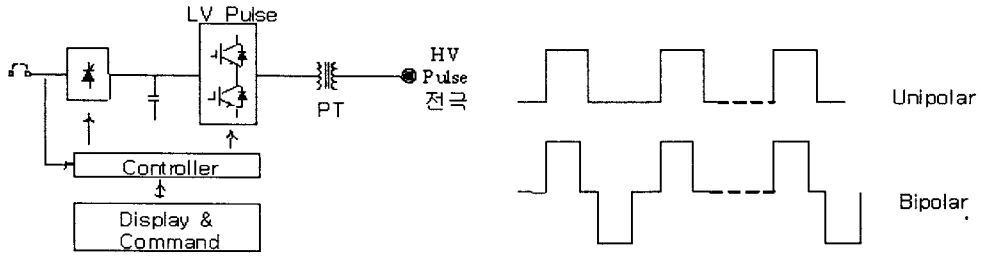 LV Pulse
HV
Pulse
전극
PT
Controller
Display &
Command
Unipolar
Bipolar